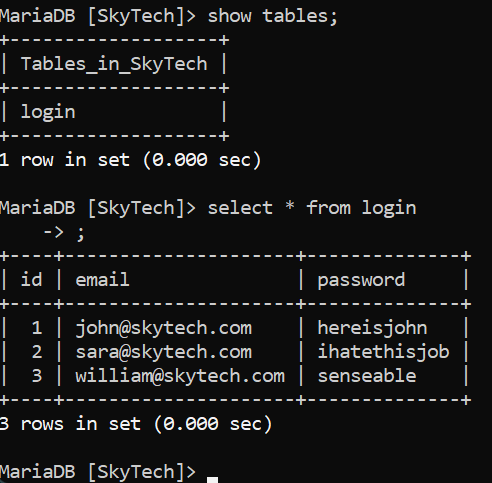 MariaDB [SkyTech]> show tables;
+-------------------+
| Tables_in_SkyTech |
+-------------------+
| login             |
+-------------------+
1 row in set (0.000 sec)

MariaDB [SkyTech]> select * from login
    -> ;
+----+---------------------+--------------+
| id | email               | password     |
+----+---------------------+--------------+
|  1 | john@skytech.com    | hereisjohn   |
|  2 | sara@skytech.com    | ihatethisjob |
|  3 | william@skytech.com | senseable    |
+----+---------------------+--------------+
3 rows in set (0.000 sec)

MariaDB [SkyTech]>